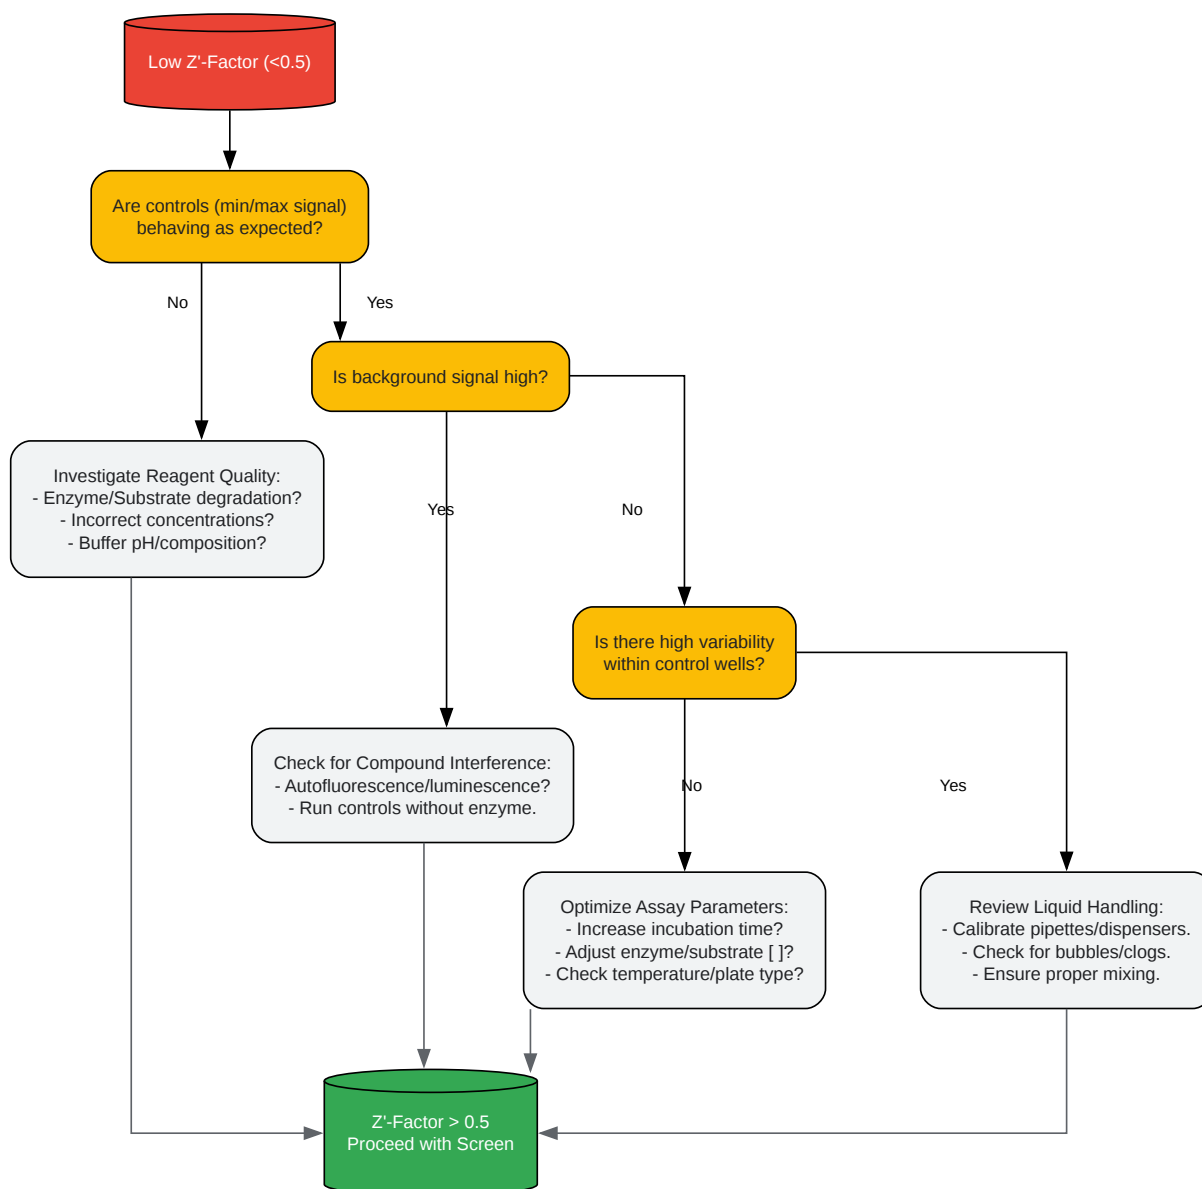 Low Z'-Factor (<0.5)
Are controls (min/max signal)
behaving as expected?
No
Yes
Is background signal high?
Investigate Reagent Quality:
- Enzyme/Substrate degradation?
- Incorrect concentrations?
- Buffer pH/composition?
Yes
No
Is there high variability
within control wells?
Check for Compound Interference:
- Autofluorescence/luminescence?
- Run controls without enzyme.
No
Yes
Optimize Assay Parameters:
- Increase incubation time?
- Adjust enzyme/substrate [ ]?
- Check temperature/plate type?
Review Liquid Handling:
- Calibrate pipettes/dispensers.
- Check for bubbles/clogs.
- Ensure proper mixing.
Z'-Factor > 0.5
Proceed with Screen